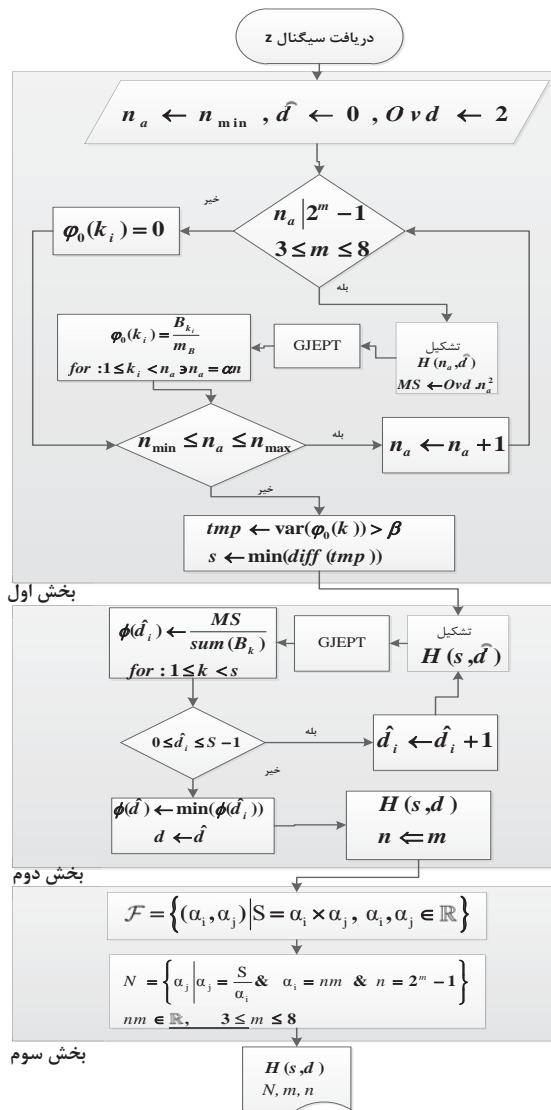 دریافت سیگنال z
n_a ← n_min , d̂ ← 0 , Ovd ← 2
خیر
n_a | 2^m − 1
3 ≤ m ≤ 8
φ_0(k_i) = 0
بله
φ_0(k_i) = B_{k_i} / m_B
for : 1 ≤ k_i < n_a ∋ n_a = αn
GJEPT
تشکیل
H(n_a, d̂)
MS ← Ovd . n_a^2
n_min ≤ n_a ≤ n_max
بله
n_a ← n_a + 1
خیر
tmp ← var(φ_0(k)) > β
s ← min(diff(tmp))
بخش اول
ϕ(d̂_i) ← MS / sum(B_k)
for : 1 ≤ k < s
GJEPT
تشکیل
H(s, d̂)
0 ≤ d̂_i ≤ S − 1
بله
d̂_i ← d̂_i + 1
خیر
ϕ(d̂) ← min(ϕ(d̂_i))
d ← d̂
H(s, d)
n ⇐ m
بخش دوم
ℱ = {(α_i, α_j) | S = α_i × α_j, α_i, α_j ∈ ℝ}
N = {α_j | α_j = S / α_i & α_i = nm & n = 2^m − 1}
nm ∈ ℝ, 3 ≤ m ≤ 8
بخش سوم
H(s, d)
N, m, n